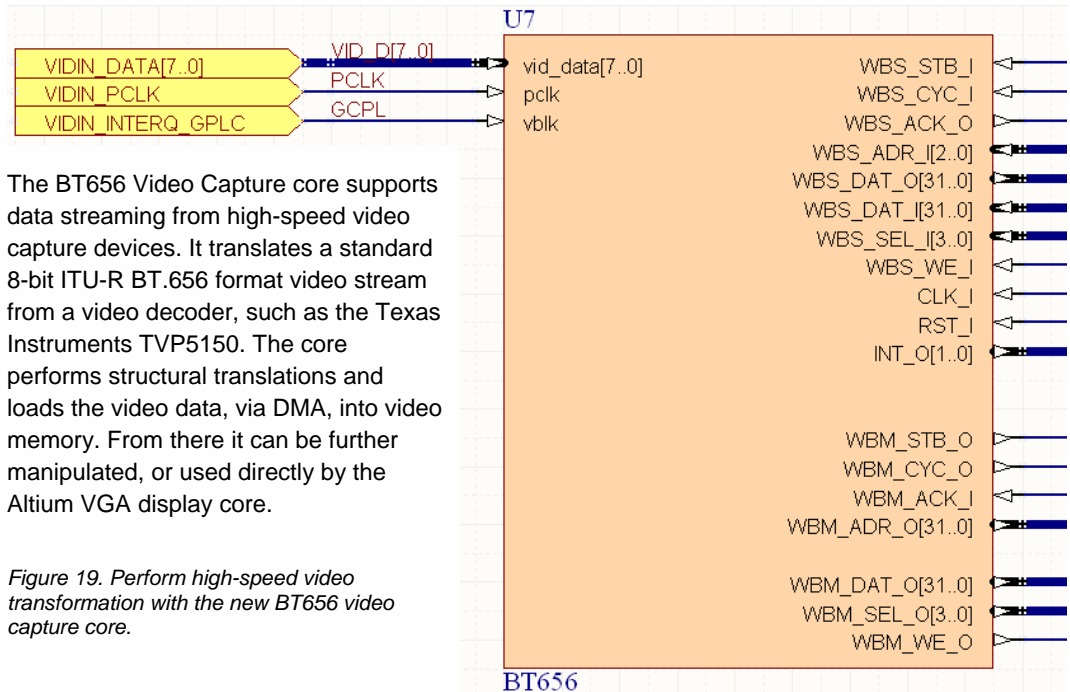 U7
VIDIN_DATA[7..0]
VID_D[7..0]
vid_data[7..0]
VIDIN_PCLK
PCLK
pclk
VIDIN_INTERQ_GPLC
GCPL
vblk
WBS_STB_I
WBS_CYC_I
WBS_ACK_O
WBS_ADR_I[2..0]
WBS_DAT_O[31..0]
WBS_DAT_I[31..0]
WBS_SEL_I[3..0]
WBS_WE_I
CLK_I
RST_I
INT_O[1..0]
WBM_STB_O
WBM_CYC_O
WBM_ACK_I
WBM_ADR_O[31..0]
WBM_DAT_O[31..0]
WBM_SEL_O[3..0]
WBM_WE_O
BT656
The BT656 Video Capture core supports
data streaming from high-speed video
capture devices. It translates a standard
8-bit ITU-R BT.656 format video stream
from a video decoder, such as the Texas
Instruments TVP5150. The core
performs structural translations and
loads the video data, via DMA, into video
memory. From there it can be further
manipulated, or used directly by the
Altium VGA display core.
Figure 19. Perform high-speed video
transformation with the new BT656 video
capture core.